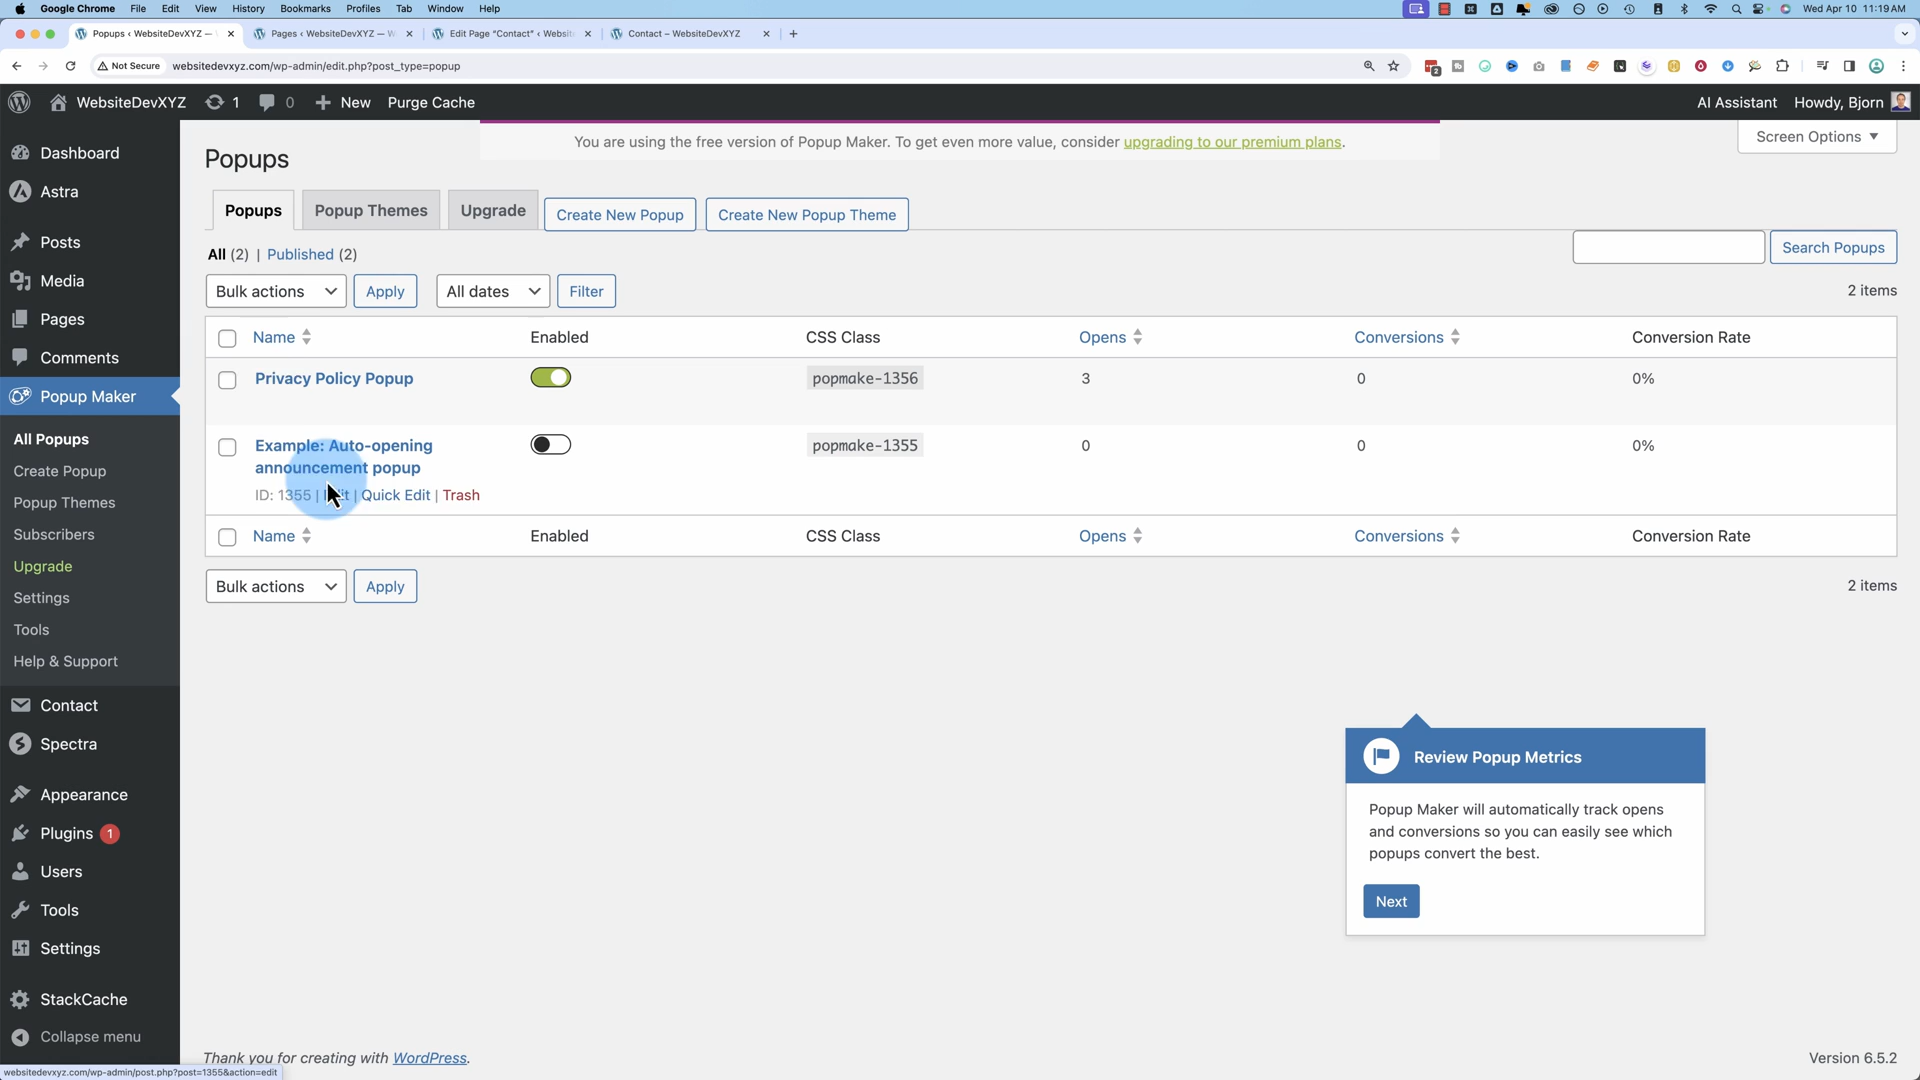 Google Chrome File Edit View History Bookmarks Profiles Tab Window Help
Wed Apr 10 11:19 AM
Popups ‹ WebsiteDevXYZ —
Pages ‹ WebsiteDevXYZ — W
Edit Page "Contact" ‹ Websit
Contact – WebsiteDevXYZ
Not Secure websitedevxyz.com/wp-admin/edit.php?post_type=popup
2
WebsiteDevXYZ 1 0 New Purge Cache
AI Assistant Howdy, Bjorn
Dashboard
Astra
Posts
Media
Pages
Comments
Popup Maker
All Popups
Create Popup
Popup Themes
Subscribers
Upgrade
Settings
Tools
Help & Support
Contact
Spectra
Appearance
Plugins 1
Users
Tools
Settings
StackCache
Collapse menu
You are using the free version of Popup Maker. To get even more value, consider upgrading to our premium plans.
Screen Options
Popups
Popups Popup Themes Upgrade Create New Popup Create New Popup Theme
All (2) | Published (2)
Search Popups
Bulk actions Apply All dates Filter
2 items
Name Enabled CSS Class Opens Conversions Conversion Rate
Privacy Policy Popup popmake-1356 3 0 0%
Example: Auto-opening
announcement popup
popmake-1355 0 0 0%
ID: 1355 | Edit | Quick Edit | Trash
Name Enabled CSS Class Opens Conversions Conversion Rate
Bulk actions Apply
2 items
Review Popup Metrics
Popup Maker will automatically track opens
and conversions so you can easily see which
popups convert the best.
Next
Thank you for creating with WordPress.
Version 6.5.2
websitedevxyz.com/wp-admin/post.php?post=1355&action=edit